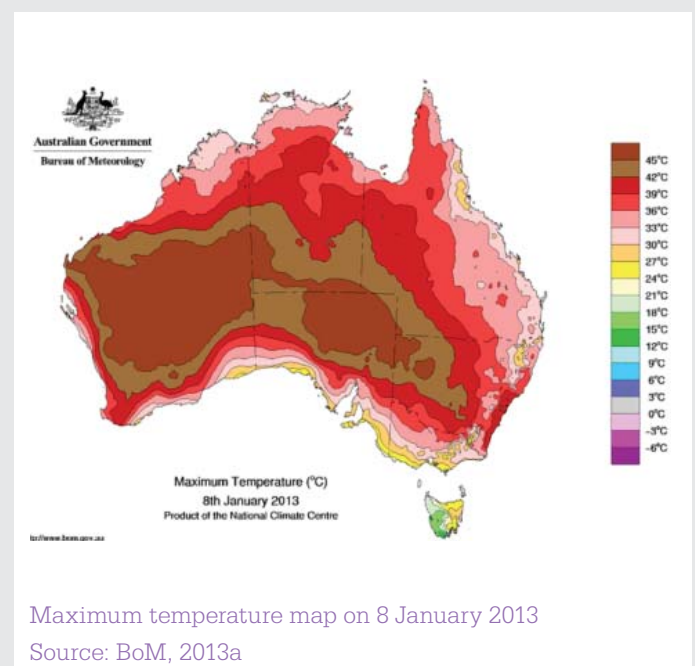 Australian Government
Bureau of Meteorology
45°C
42°C
39°C
36°C
33°C
30°C
27°C
24°C
21°C
18°C
15°C
12°C
9°C
6°C
3°C
0°C
-3°C
-6°C
Maximum Temperature (°C)
8th January 2013
Product of the National Climate Centre
Maximum temperature map on 8 January 2013
Source: BoM, 2013a